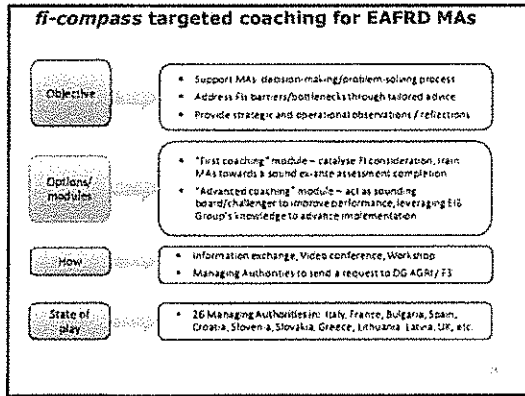 fi-compass targeted coaching for EAFRD MAs
Objective
• Support MAs decision-making/problem-solving process
• Address FIs barriers/bottlenecks through tailored advice
• Provide strategic and operational observations / reflections
Options/
modules
• "First coaching" module – catalyse FI consideration, train
MAs towards a sound ex-ante assessment completion
• "Advanced coaching" module – act as sounding
board/challenger to improve performance, leveraging EIB
Group's knowledge to advance implementation
How
• Information exchange, Video conference, Workshop
• Managing Authorities to send a request to DG AGRI/ F3
State of
play
• 26 Managing Authorities in: Italy, France, Bulgaria, Spain,
Croatia, Slovenia, Slovakia, Greece, Lithuania, Latvia, UK, etc.